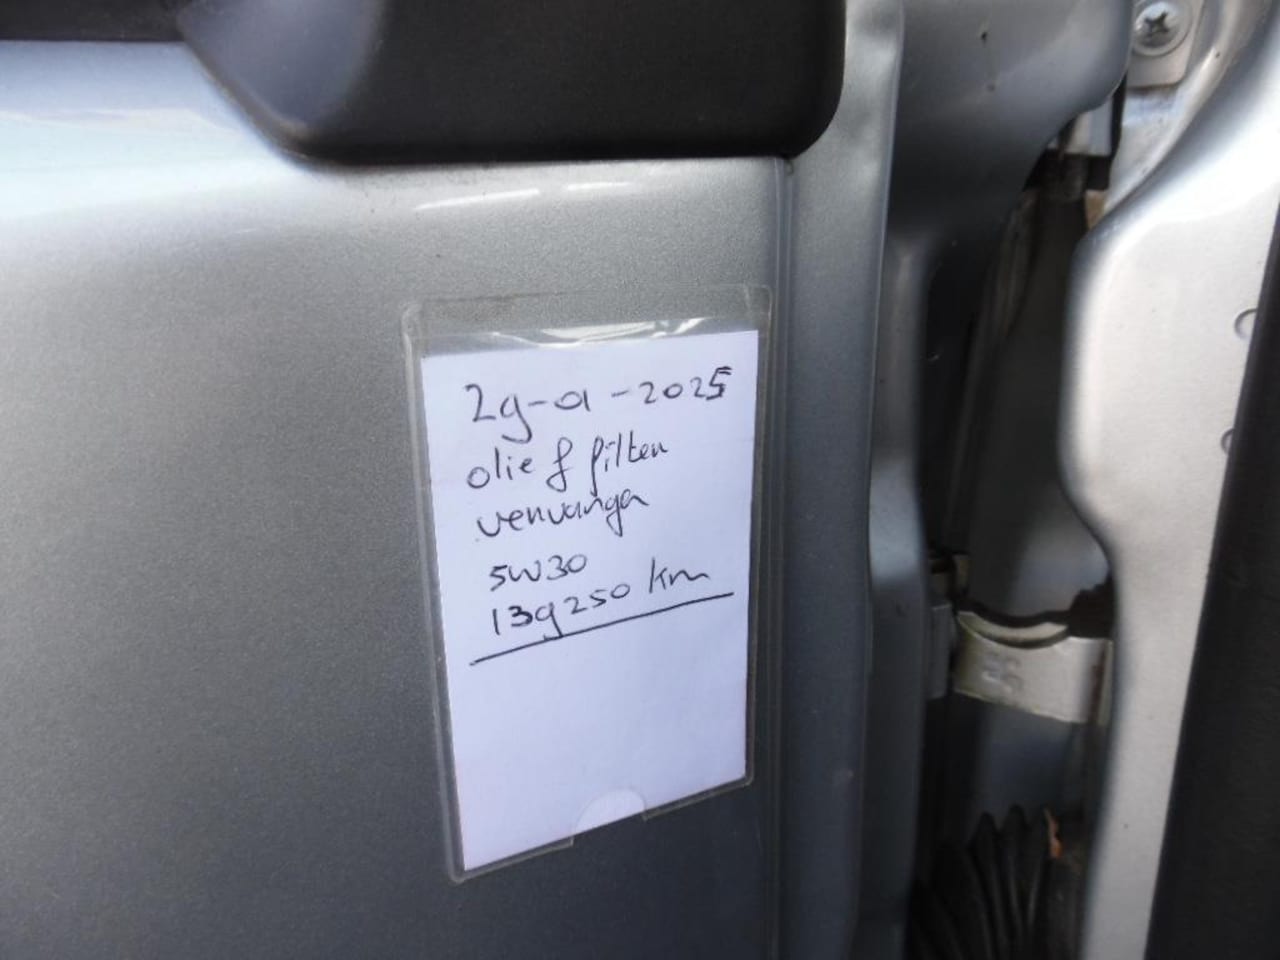 29-01-2025
olie & filter
vervangen
5W30
139250 km